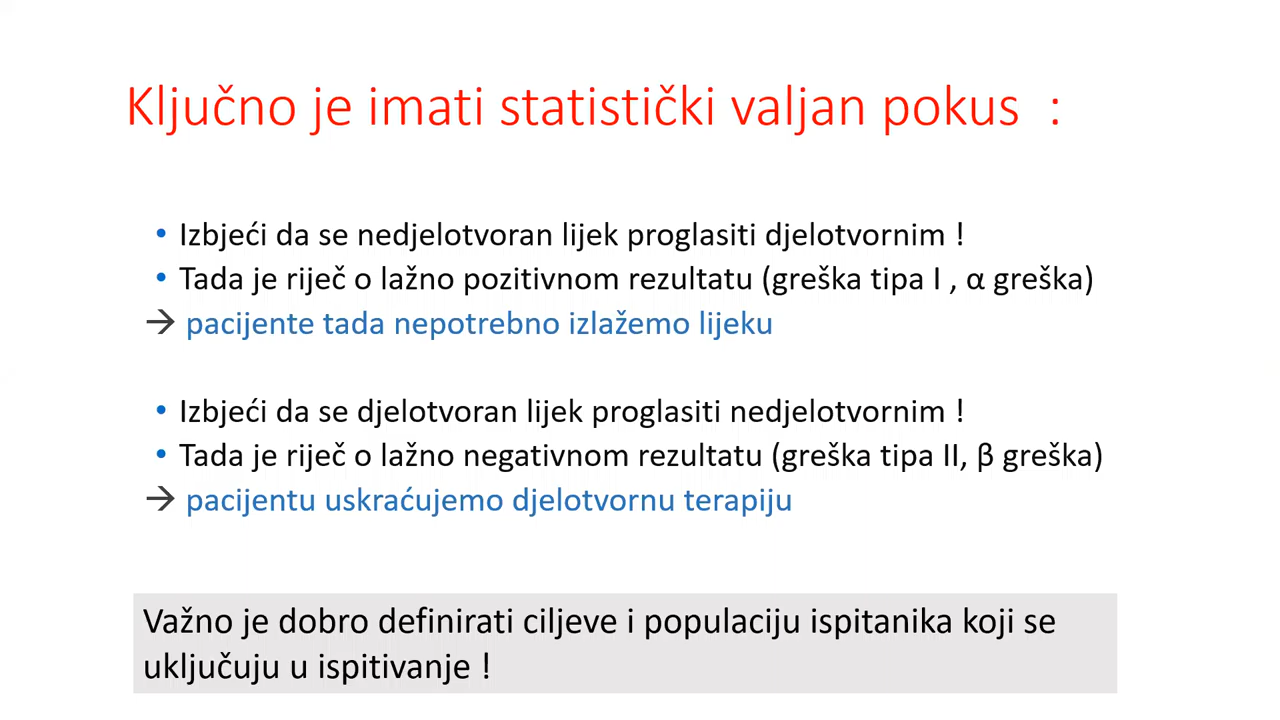 Ključno je imati statistički valjan pokus :
• Izbjeći da se nedjelotvoran lijek proglasiti djelotvornim !
• Tada je riječ o lažno pozitivnom rezultatu (greška tipa I , α greška)
→ pacijente tada nepotrebno izlažemo lijeku
• Izbjeći da se djelotvoran lijek proglasiti nedjelotvornim !
• Tada je riječ o lažno negativnom rezultatu (greška tipa II, β greška)
→ pacijentu uskraćujemo djelotvornu terapiju
Važno je dobro definirati ciljeve i populaciju ispitanika koji se
uključuju u ispitivanje !